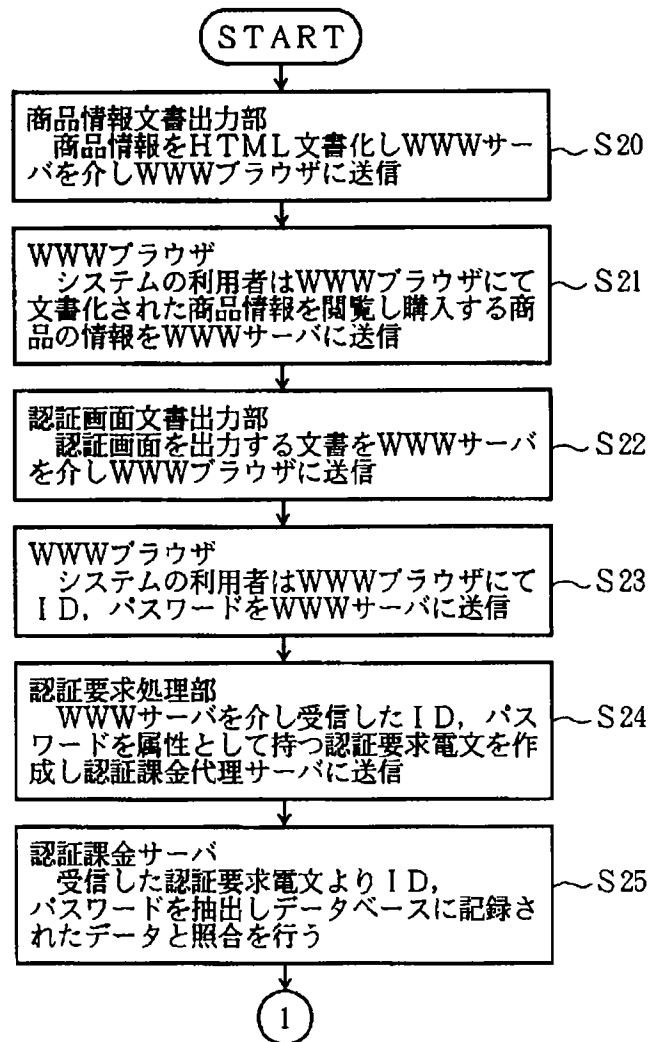 START
商品情報文書出力部
商品情報をHTML文書化しWWWサー
バを介しWWWブラウザに送信
S20
WWWブラウザ
システムの利用者はWWWブラウザにて
文書化された商品情報を閲覧し購入する商
品の情報をWWWサーバに送信
S21
認証画面文書出力部
認証画面を出力する文書をWWWサーバ
を介しWWWブラウザに送信
S22
WWWブラウザ
システムの利用者はWWWブラウザにて
ID,パスワードをWWWサーバに送信
S23
認証要求処理部
WWWサーバを介し受信したID,パス
ワードを属性として持つ認証要求電文を作
成し認証課金代理サーバに送信
S24
認証課金サーバ
受信した認証要求電文よりID,
パスワードを抽出しデータベースに記録さ
れたデータと照合を行う
S25
1